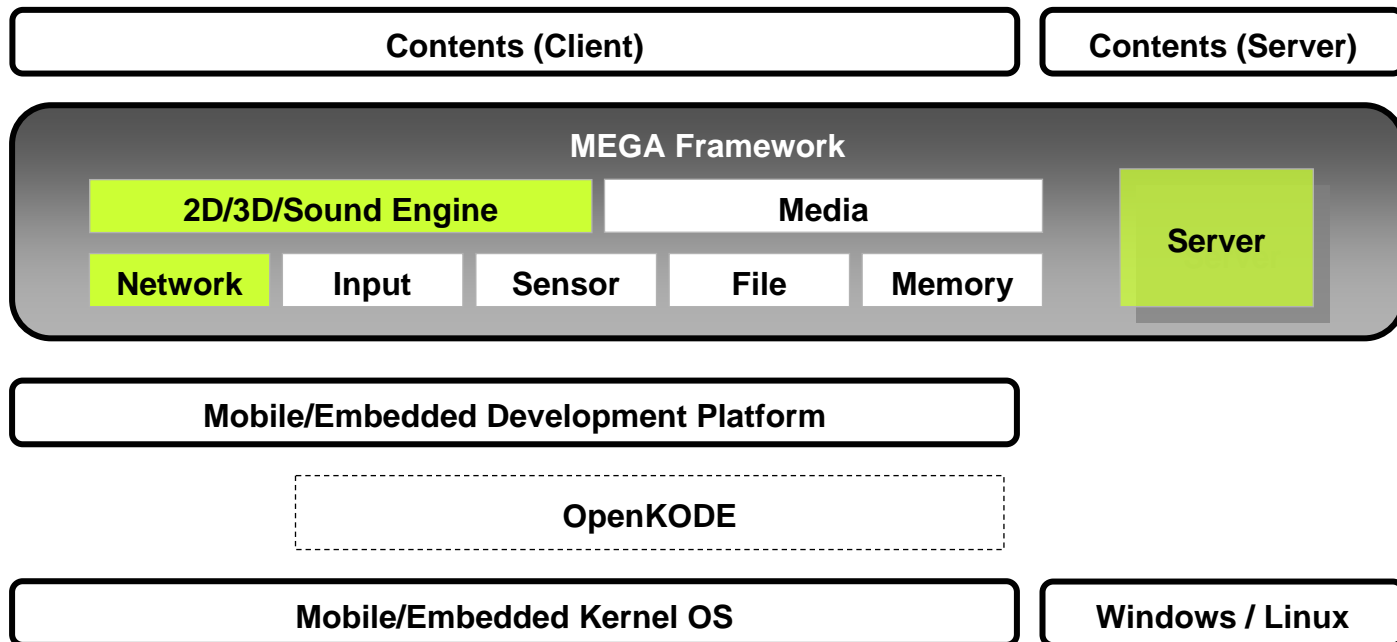 Contents (Client)
Contents (Server)
MEGA Framework
2D/3D/Sound Engine
Media
Server
Network
Input
Sensor
File
Memory
Mobile/Embedded Development Platform
OpenKODE
Mobile/Embedded Kernel OS
Windows / Linux